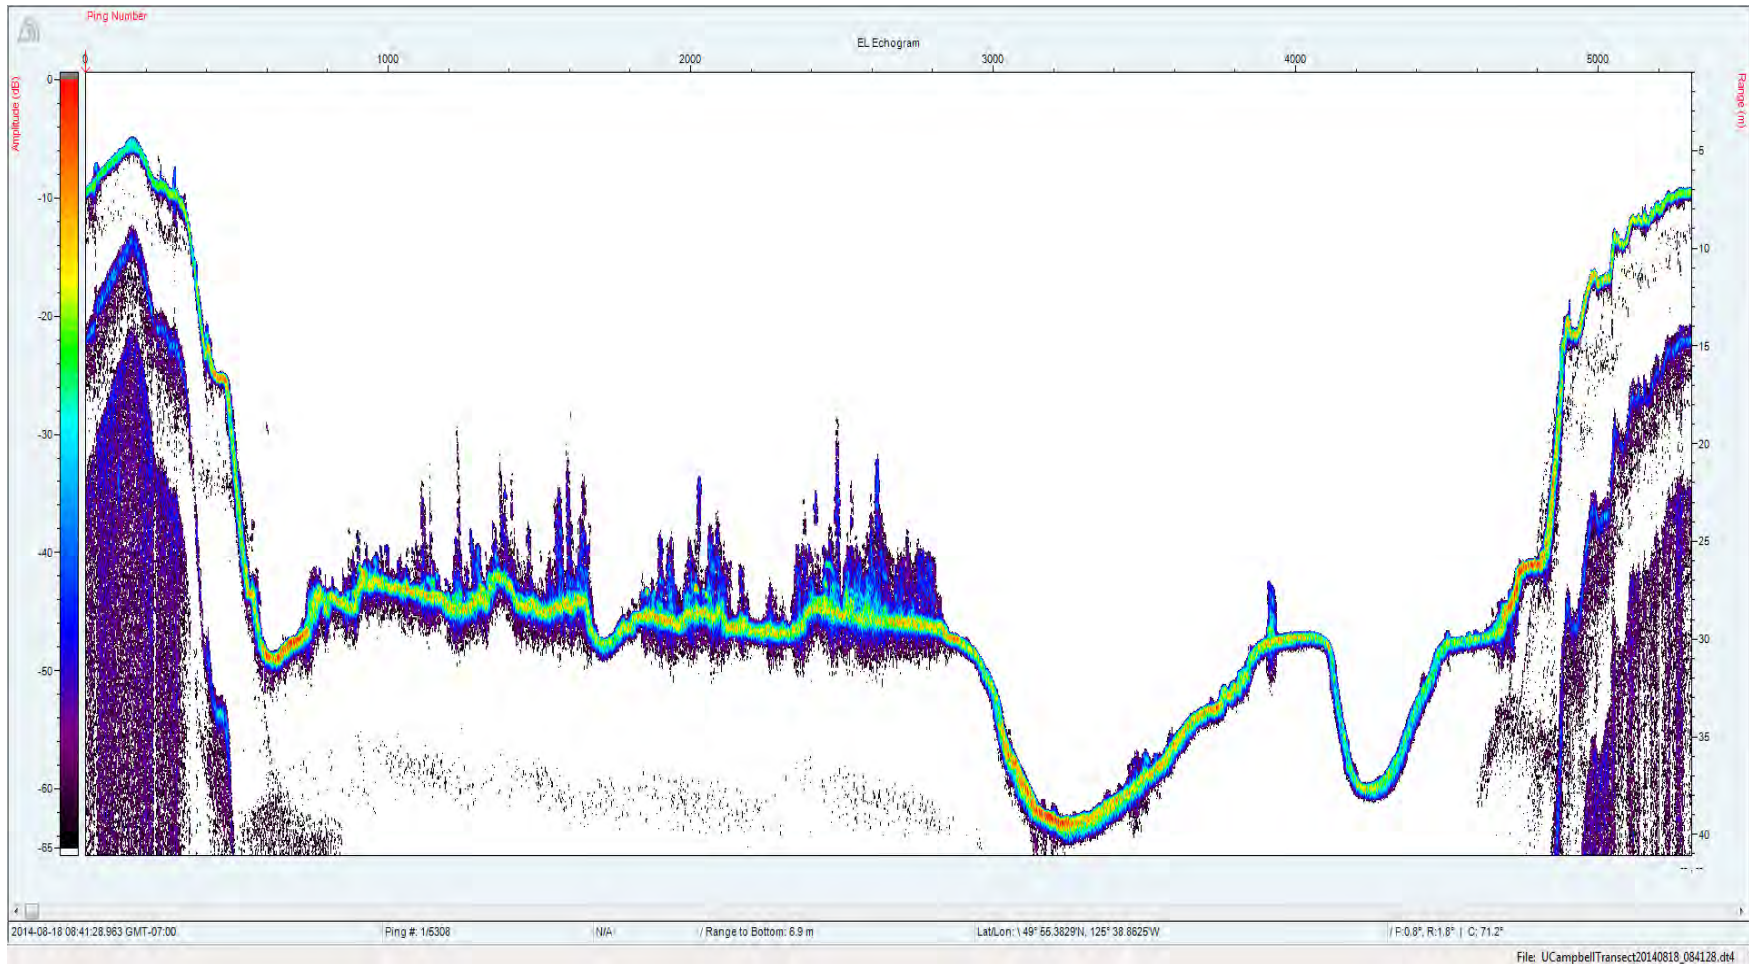 Ping Number
EL Echogram
0 1000 2000 3000 4000 5000
Amplitude (dB)
Range (m)
0
-10
-20
-30
-40
-50
-60
-65
5
10
15
20
25
30
35
40
2014-08-18 08:41:28.963 GMT-07:00 Ping #: 1/5308 N/A / Range to Bottom: 6.9 m Lat/Lon: \ 49° 55.3829'N, 125° 38.8625'W / P:0.8°, R:1.8° | C: 71.2°
File: UCampbellTransect20140818_084128.dt4